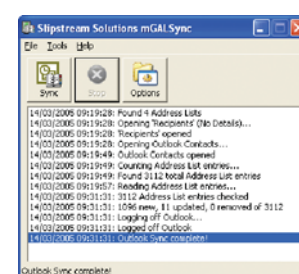 Slipstream Solutions mGALSync
File Tools Help
Sync Stop Options
14/03/2005 09:19:28: Found 4 Address Lists
14/03/2005 09:19:28: Opening 'Recipients' (No Details)...
14/03/2005 09:19:28: 'Recipients' opened
14/03/2005 09:19:28: Opening Outlook Contacts...
14/03/2005 09:19:49: Outlook Contacts opened
14/03/2005 09:19:49: Counting Address List entries...
14/03/2005 09:19:49: Found 3112 total Address List entries
14/03/2005 09:19:57: Reading Address List entries...
14/03/2005 09:31:31: 3112 Address List entries checked
14/03/2005 09:31:31: 1096 new, 11 updated, 0 removed of 3112
14/03/2005 09:31:31: Logging off Outlook...
14/03/2005 09:31:31: Logged off Outlook
14/03/2005 09:31:31: Outlook Sync complete!
Outlook Sync complete!